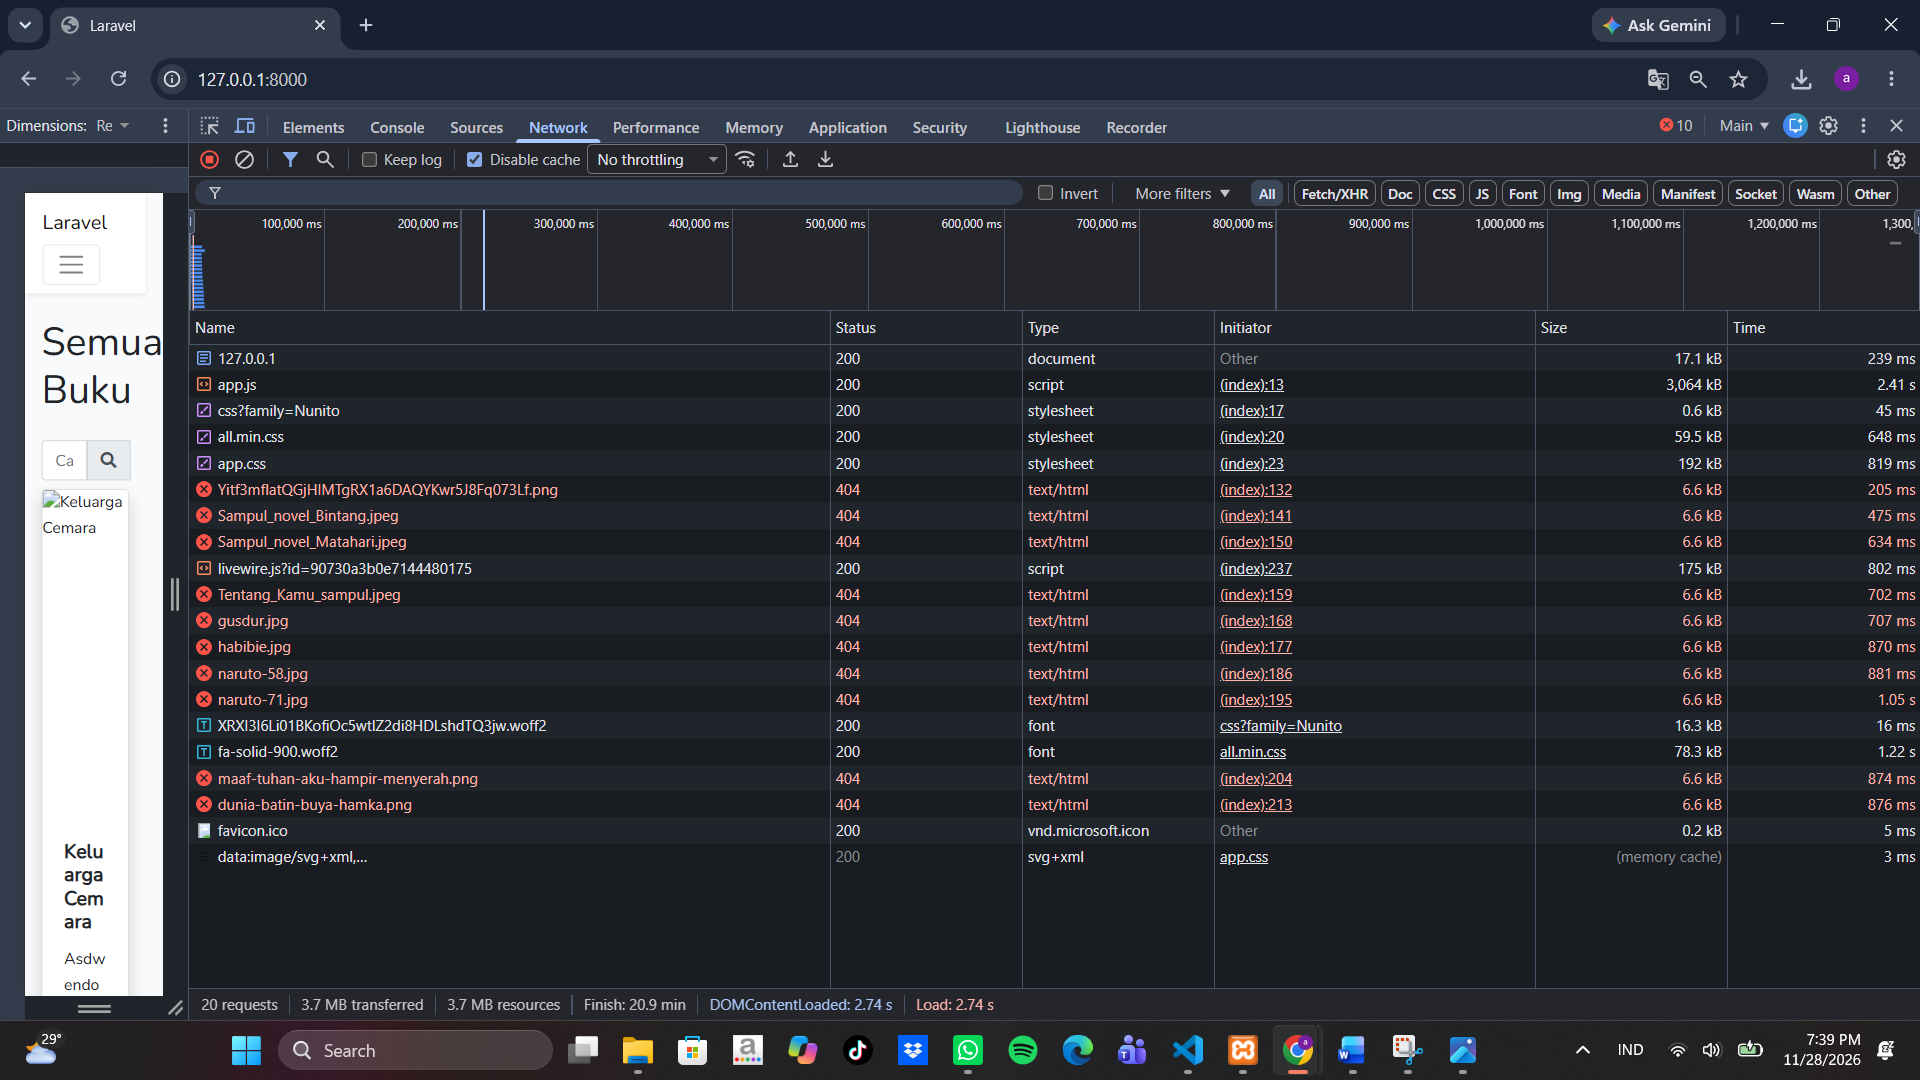 Laravel
Ask Gemini
127.0.0.1:8000
a
Dimensions: Re
Elements Console Sources Network Performance Memory Application Security Lighthouse Recorder
10 Main
Keep log Disable cache No throttling
Invert More filters All Fetch/XHR Doc CSS JS Font Img Media Manifest Socket Wasm Other
100,000 ms 200,000 ms 300,000 ms 400,000 ms 500,000 ms 600,000 ms 700,000 ms 800,000 ms 900,000 ms 1,000,000 ms 1,100,000 ms 1,200,000 ms 1,300,
Laravel
Semua
Buku
Ca
Keluarga
Cemara
Kelu
arga
Cem
ara
Asdw
endo
Name Status Type Initiator Size Time
127.0.0.1 200 document Other 17.1 kB 239 ms
app.js 200 script (index):13 3,064 kB 2.41 s
css?family=Nunito 200 stylesheet (index):17 0.6 kB 45 ms
all.min.css 200 stylesheet (index):20 59.5 kB 648 ms
app.css 200 stylesheet (index):23 192 kB 819 ms
Yitf3mflatQGjHIMTgRX1a6DAQYKwr5J8Fq073Lf.png 404 text/html (index):132 6.6 kB 205 ms
Sampul_novel_Bintang.jpeg 404 text/html (index):141 6.6 kB 475 ms
Sampul_novel_Matahari.jpeg 404 text/html (index):150 6.6 kB 634 ms
livewire.js?id=90730a3b0e7144480175 200 script (index):237 175 kB 802 ms
Tentang_Kamu_sampul.jpeg 404 text/html (index):159 6.6 kB 702 ms
gusdur.jpg 404 text/html (index):168 6.6 kB 707 ms
habibie.jpg 404 text/html (index):177 6.6 kB 870 ms
naruto-58.jpg 404 text/html (index):186 6.6 kB 881 ms
naruto-71.jpg 404 text/html (index):195 6.6 kB 1.05 s
XRXI3I6Li01BKofiOc5wtlZ2di8HDLshdTQ3jw.woff2 200 font css?family=Nunito 16.3 kB 16 ms
fa-solid-900.woff2 200 font all.min.css 78.3 kB 1.22 s
maaf-tuhan-aku-hampir-menyerah.png 404 text/html (index):204 6.6 kB 874 ms
dunia-batin-buya-hamka.png 404 text/html (index):213 6.6 kB 876 ms
favicon.ico 200 vnd.microsoft.icon Other 0.2 kB 5 ms
data:image/svg+xml,... 200 svg+xml app.css (memory cache) 3 ms
20 requests 3.7 MB transferred 3.7 MB resources Finish: 20.9 min DOMContentLoaded: 2.74 s Load: 2.74 s
29°
Search
IND
7:39 PM
11/28/2026